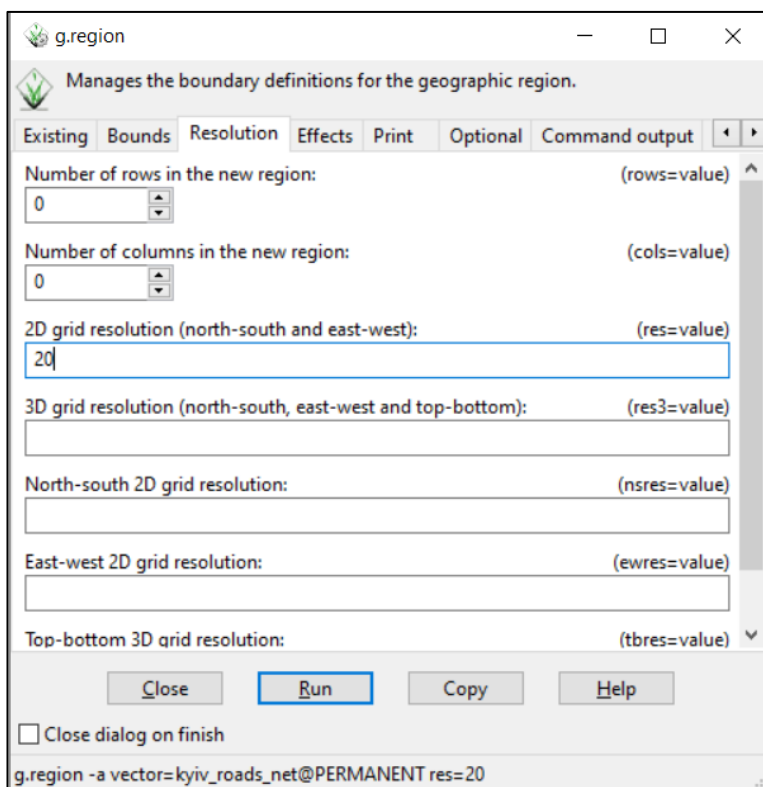 g.region
Manages the boundary definitions for the geographic region.
Existing Bounds Resolution Effects Print Optional Command output
Number of rows in the new region: (rows=value)
0
Number of columns in the new region: (cols=value)
0
2D grid resolution (north-south and east-west): (res=value)
20
3D grid resolution (north-south, east-west and top-bottom): (res3=value)
North-south 2D grid resolution: (nsres=value)
East-west 2D grid resolution: (ewres=value)
Top-bottom 3D grid resolution: (tbres=value)
Close Run Copy Help
Close dialog on finish
g.region -a vector=kyiv_roads_net@PERMANENT res=20